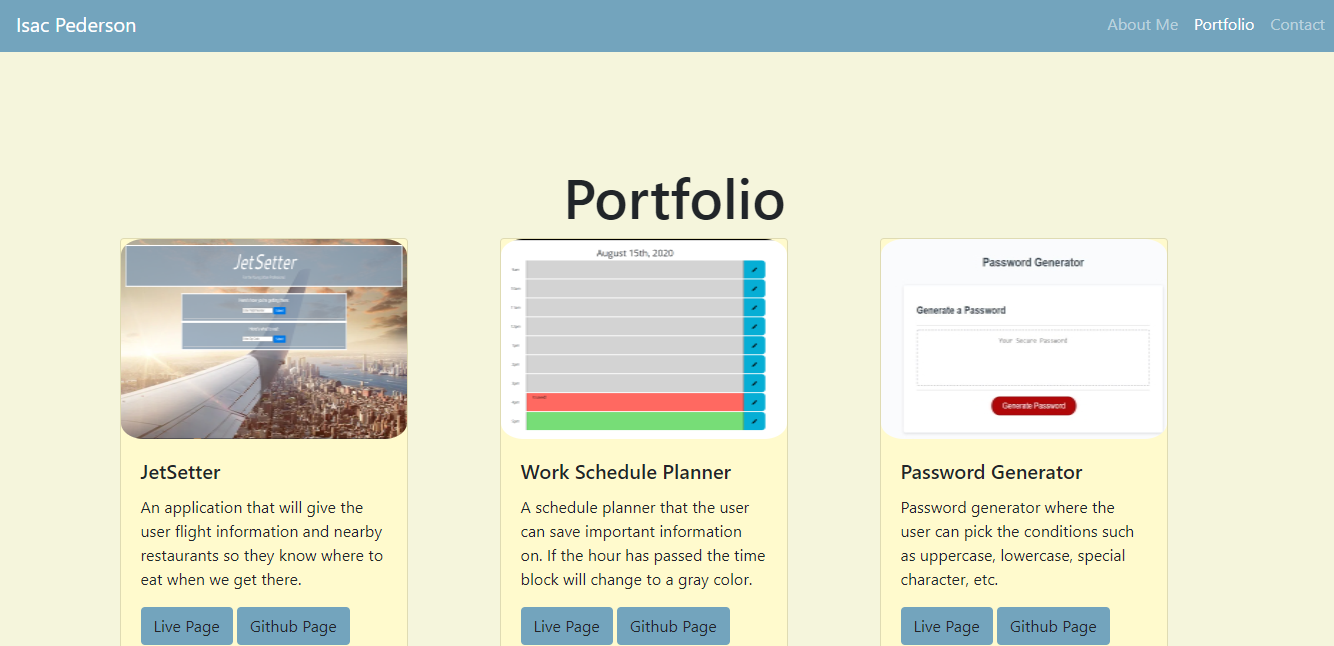 Isac Pederson
About Me Portfolio Contact
Portfolio
JetSetter
August 15th, 2020
Password Generator
Generate a Password
Your Secure Password
Generate Password
JetSetter
An application that will give the
user flight information and nearby
restaurants so they know where to
eat when we get there.
Live Page Github Page
Work Schedule Planner
A schedule planner that the user
can save important information
on. If the hour has passed the time
block will change to a gray color.
Live Page Github Page
Password Generator
Password generator where the
user can pick the conditions such
as uppercase, lowercase, special
character, etc.
Live Page Github Page